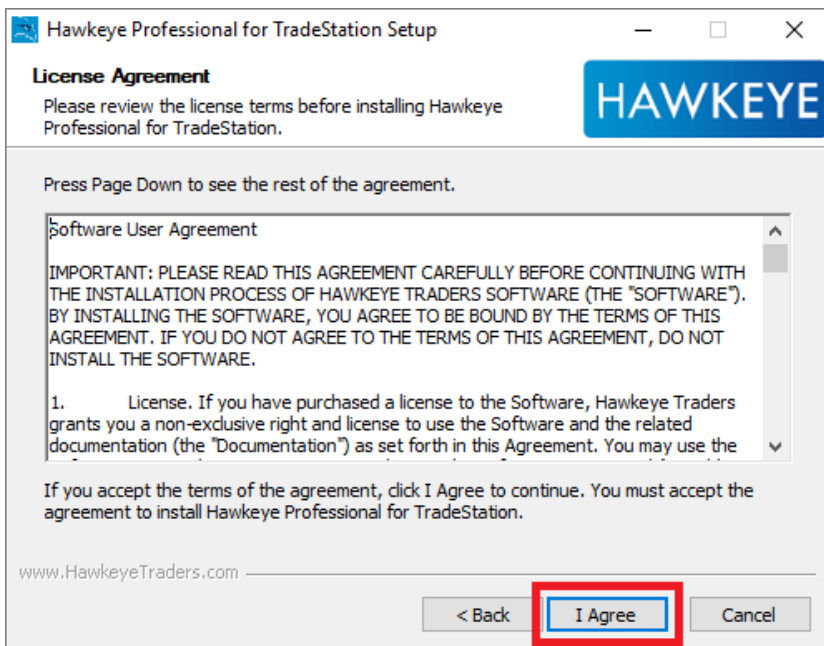 Hawkeye Professional for TradeStation Setup
License Agreement
Please review the license terms before installing Hawkeye
Professional for TradeStation.
HAWKEYE
Press Page Down to see the rest of the agreement.
Software User Agreement
IMPORTANT: PLEASE READ THIS AGREEMENT CAREFULLY BEFORE CONTINUING WITH
THE INSTALLATION PROCESS OF HAWKEYE TRADERS SOFTWARE (THE "SOFTWARE").
BY INSTALLING THE SOFTWARE, YOU AGREE TO BE BOUND BY THE TERMS OF THIS
AGREEMENT. IF YOU DO NOT AGREE TO THE TERMS OF THIS AGREEMENT, DO NOT
INSTALL THE SOFTWARE.
1. License. If you have purchased a license to the Software, Hawkeye Traders
grants you a non-exclusive right and license to use the Software and the related
documentation (the "Documentation") as set forth in this Agreement. You may use the
If you accept the terms of the agreement, click I Agree to continue. You must accept the
agreement to install Hawkeye Professional for TradeStation.
www.HawkeyeTraders.com
< Back I Agree Cancel